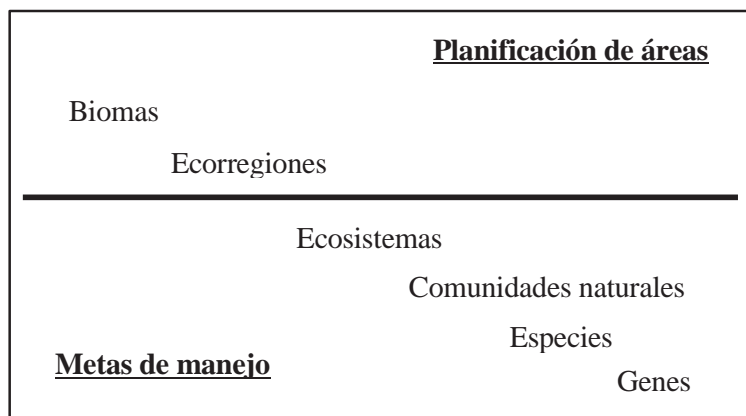 Planificación de áreas
Biomas
Ecorregiones
Ecosistemas
Comunidades naturales
Especies
Metas de manejo
Genes